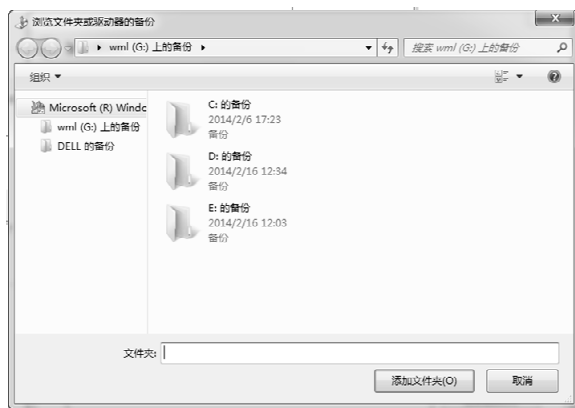 浏览文件夹或驱动器的备份
wml (G:) 上的备份
搜索 wml (G:) 上的备份
组织
Microsoft (R) Windc
wml (G:) 上的备份
DELL 的备份
C: 的备份
2014/2/6 17:23
备份
D: 的备份
2014/2/16 12:34
备份
E: 的备份
2014/2/16 12:03
备份
文件夹:
添加文件夹(O)
取消